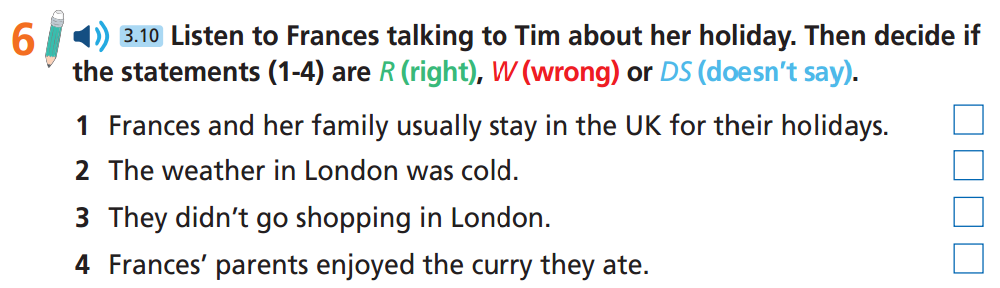 6 3.10 Listen to Frances talking to Tim about her holiday. Then decide if
the statements (1-4) are R (right), W (wrong) or DS (doesn't say).
1 Frances and her family usually stay in the UK for their holidays.
2 The weather in London was cold.
3 They didn't go shopping in London.
4 Frances' parents enjoyed the curry they ate.